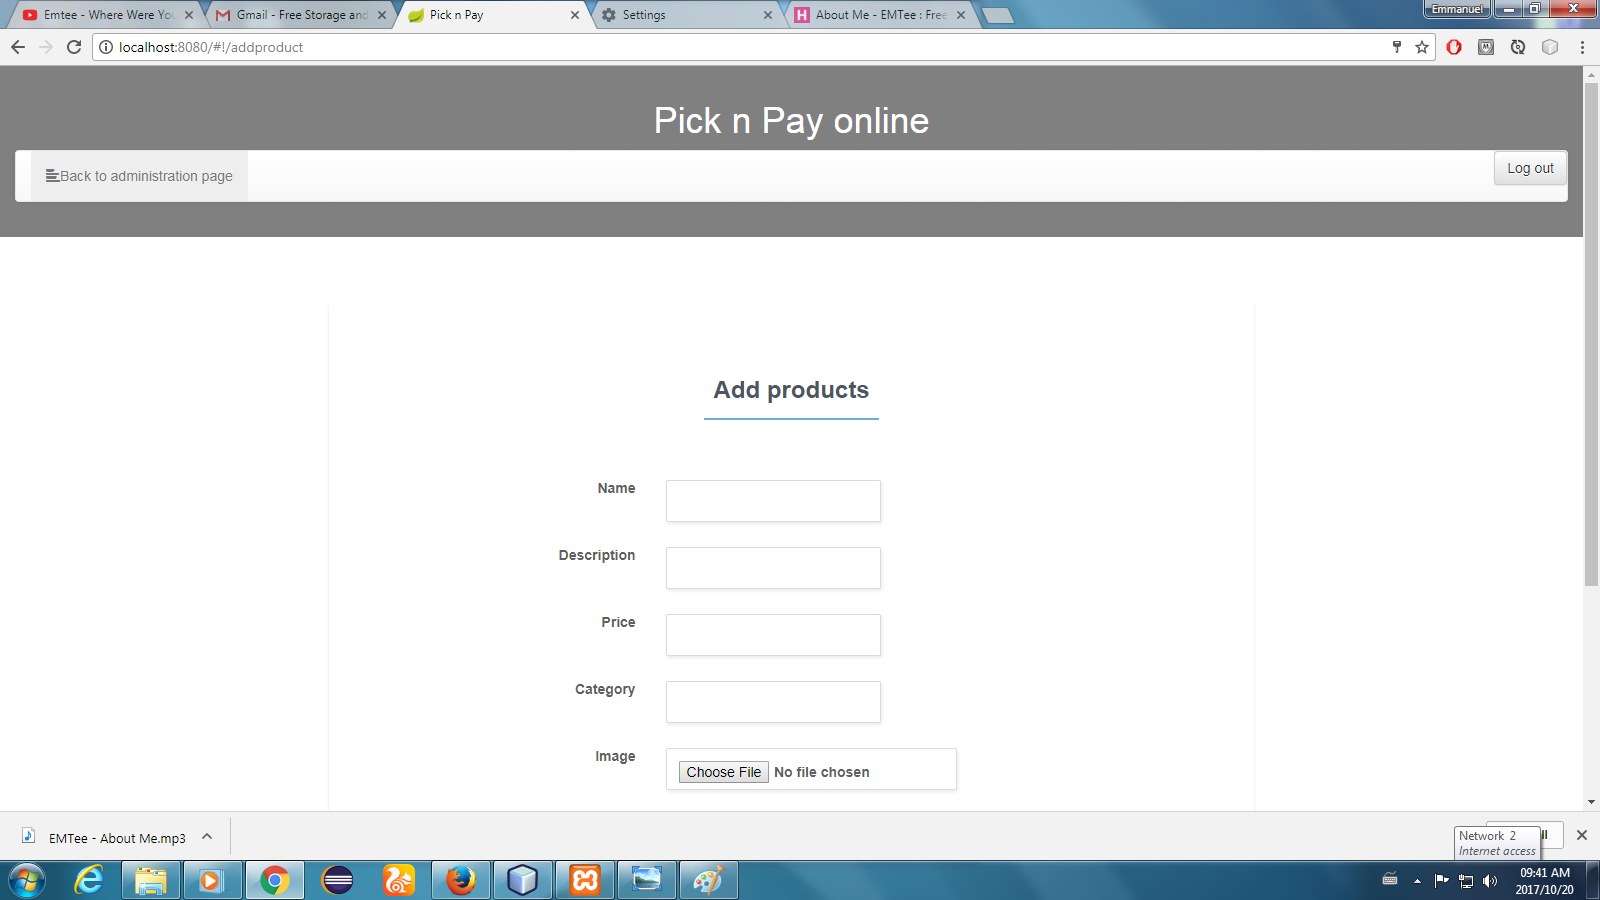 Emtee - Where Were You
Gmail - Free Storage and
Pick n Pay
Settings
About Me - EMTee : Free
Emmanuel
localhost:8080/#!/addproduct
Pick n Pay online
Back to administration page
Log out
Add products
Name
Description
Price
Category
Image
Choose File No file chosen
EMTee - About Me.mp3
Network 2
Internet access
09:41 AM
2017/10/20